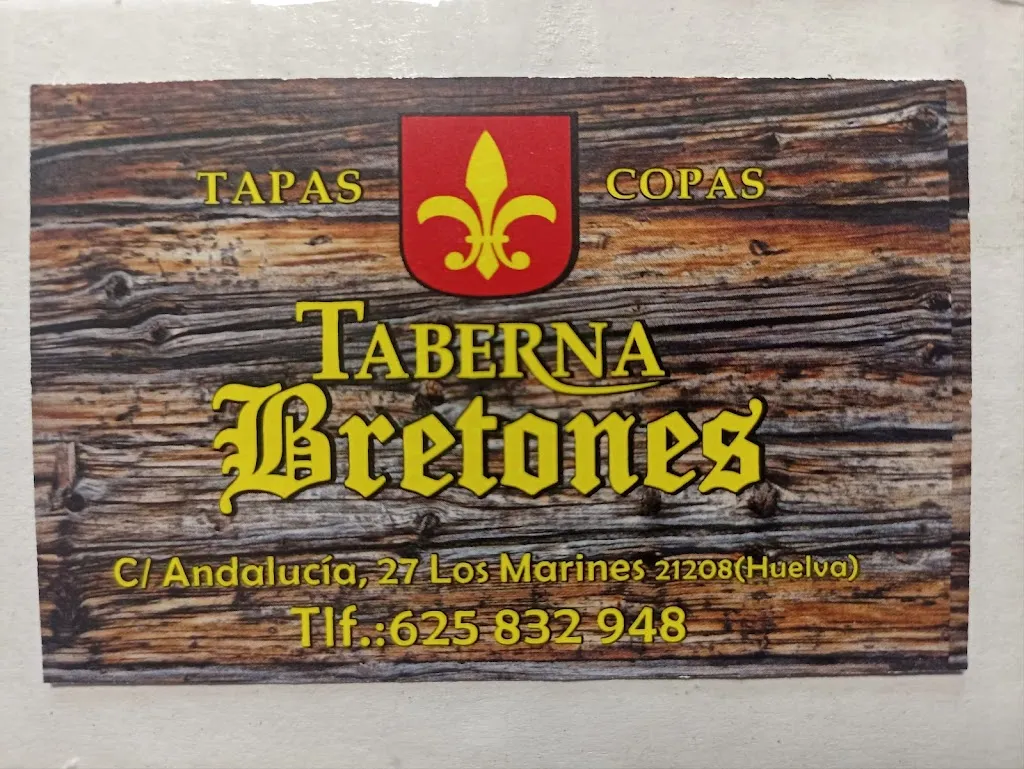 TAPAS COPAS
TABERNA
Bretones
C/ Andalucía, 27 Los Marines 21208(Huelva)
Tlf.:625 832 948